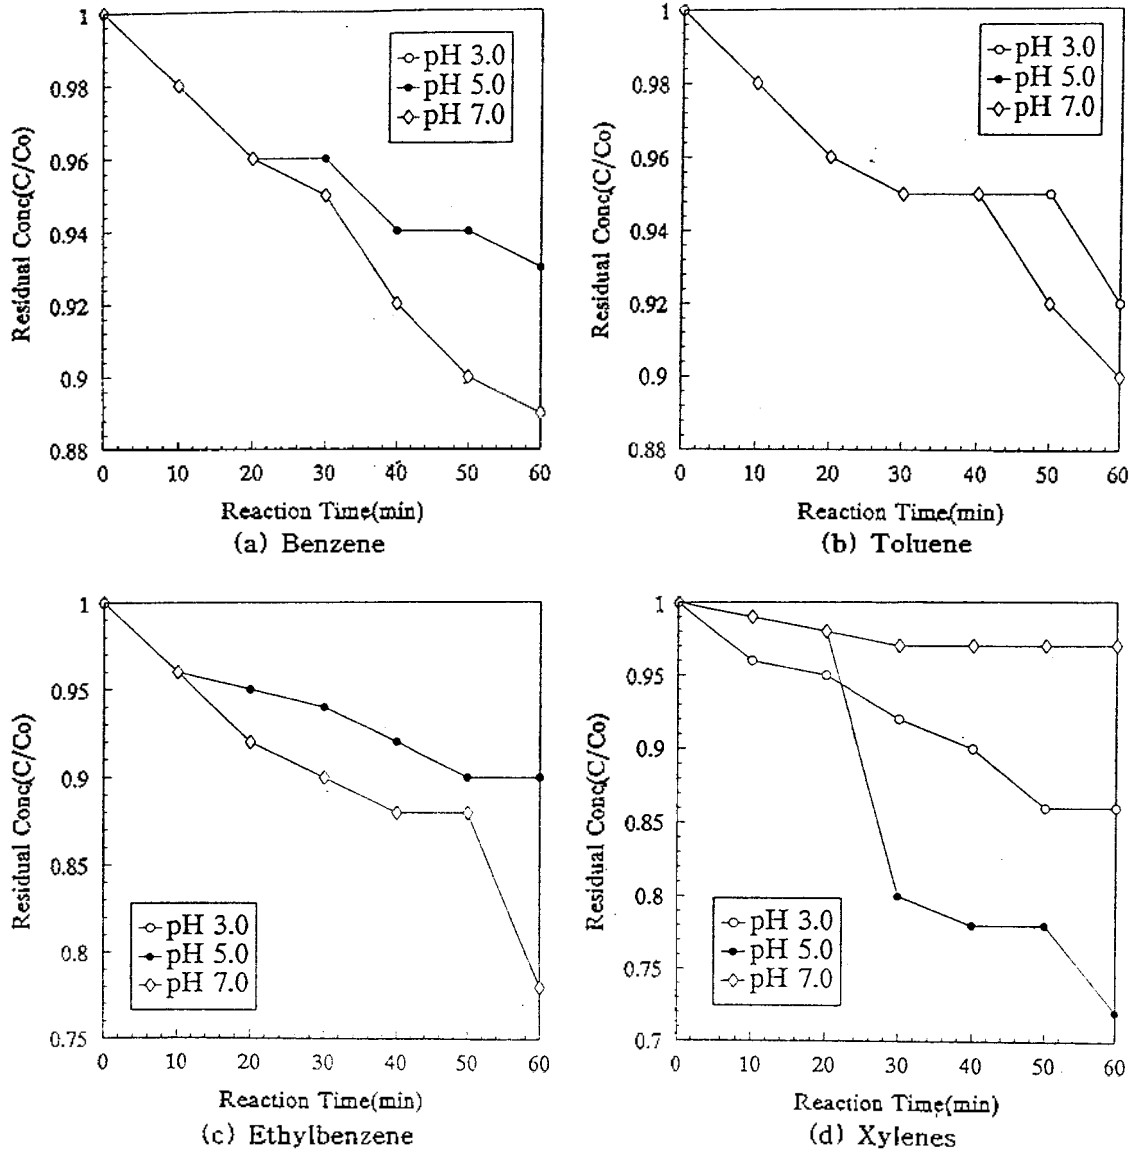 1
0.98
0.96
0.94
0.92
0.9
0.88
0
10
20
30
40
50
60
Residual Conc(C/Co)
pH 3.0
pH 5.0
pH 7.0
Reaction Time(min)
(a) Benzene
1
0.98
0.96
0.94
0.92
0.9
0.88
0
10
20
30
40
50
60
Residual Conc(C/Co)
pH 3.0
pH 5.0
pH 7.0
Reaction Time(min)
(b) Toluene
1
0.95
0.9
0.85
0.8
0.75
0
10
20
30
40
50
60
Residual Conc(C/Co)
pH 3.0
pH 5.0
pH 7.0
Reaction Time(min)
(c) Ethylbenzene
1
0.95
0.9
0.85
0.8
0.75
0.7
0
10
20
30
40
50
60
Residual Conc(C/Co)
pH 3.0
pH 5.0
pH 7.0
Reaction Time(min)
(d) Xylenes